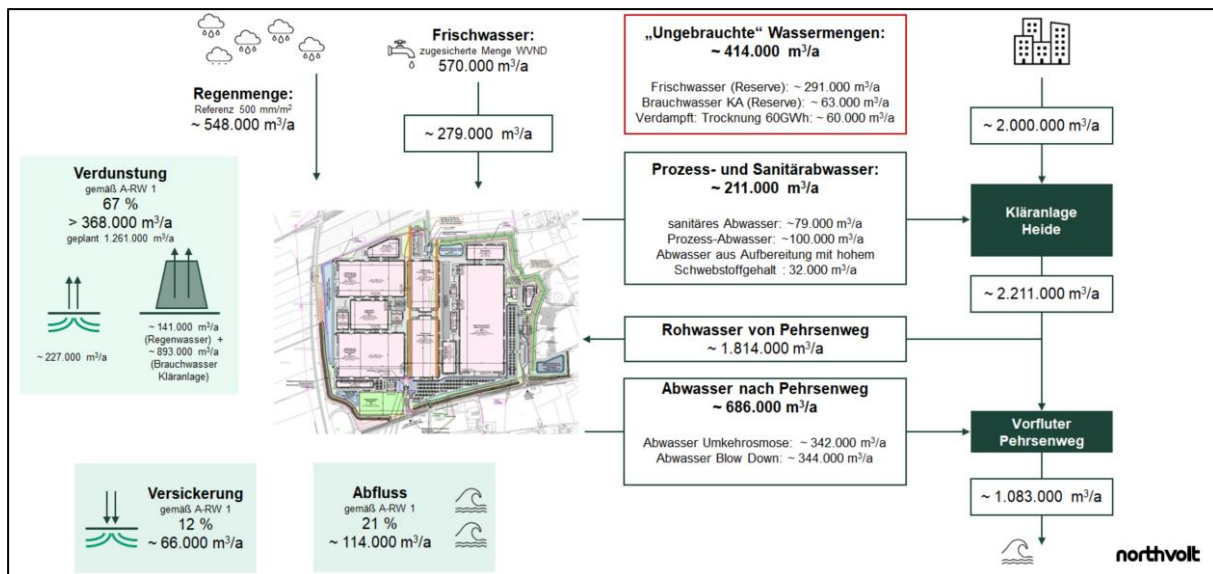 Regenmenge:
Referenz 500 mm/m²
~ 548.000 m³/a
Frischwasser:
zugesicherte Menge WVND
570.000 m³/a
~ 279.000 m³/a
„Ungebrauchte“ Wassermengen:
~ 414.000 m³/a
Frischwasser (Reserve): ~ 291.000 m³/a
Brauchwasser KA (Reserve): ~ 63.000 m³/a
Verdampft: Trocknung 60GWh: ~ 60.000 m³/a
~ 2.000.000 m³/a
Verdunstung
gemäß A-RW 1
67 %
> 368.000 m³/a
geplant 1.261.000 m³/a
~ 227.000 m³/a
~ 141.000 m³/a
(Regenwasser) +
~ 893.000 m³/a
(Brauchwasser
Kläranlage)
Prozess- und Sanitärabwasser:
~ 211.000 m³/a
sanitäres Abwasser: ~79.000 m³/a
Prozess-Abwasser: ~100.000 m³/a
Abwasser aus Aufbereitung mit hohem
Schwebstoffgehalt : 32.000 m³/a
Kläranlage
Heide
~ 2.211.000 m³/a
Rohwasser von Pehrsenweg
~ 1.814.000 m³/a
Abwasser nach Pehrsenweg
~ 686.000 m³/a
Abwasser Umkehrosmose: ~ 342.000 m³/a
Abwasser Blow Down: ~ 344.000 m³/a
Vorfluter
Pehrsenweg
~ 1.083.000 m³/a
Versickerung
gemäß A-RW 1
12 %
~ 66.000 m³/a
Abfluss
gemäß A-RW 1
21 %
~ 114.000 m³/a
northvolt